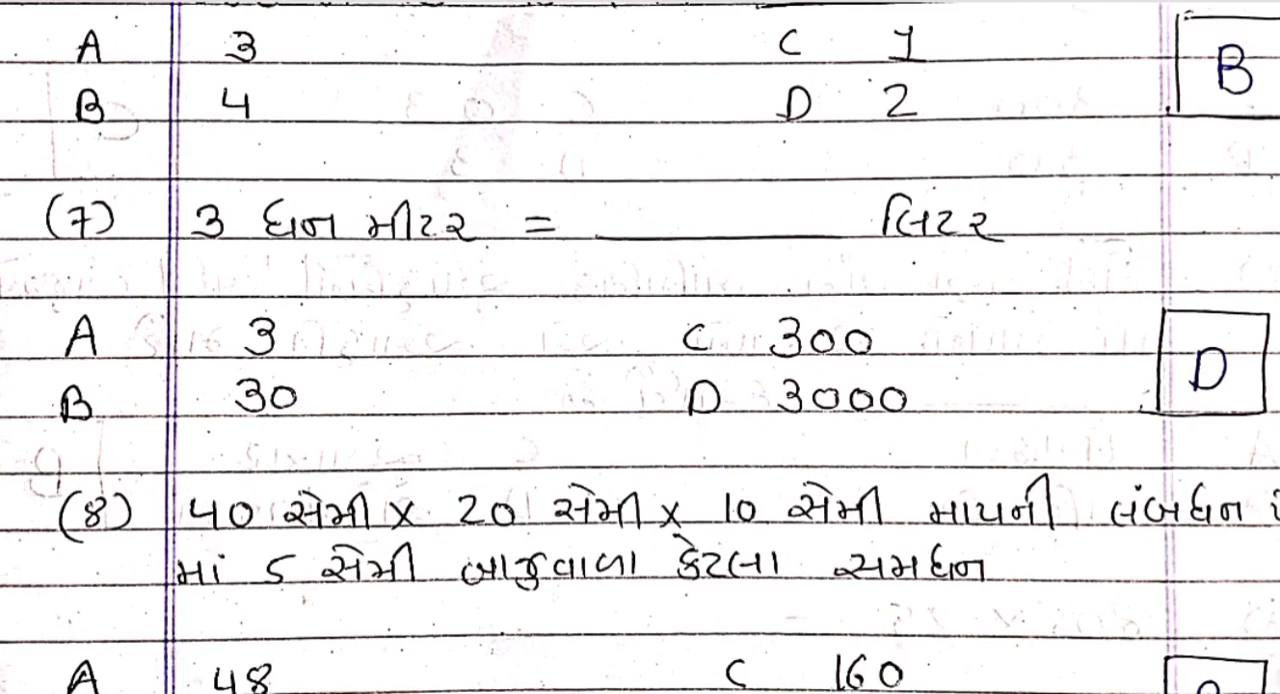 A 3 C 1 B
B 4 D 2
(7) 3 ઘન મીટર = ________ લિટર
A 3 C 300 D
B 30 D 3000
(8) 40 સેમી x 20 સેમી x 10 સેમી માપની લંબઘન
માં 5 સેમી બાજુવાળા કેટલા સમઘન
A 48 C 160